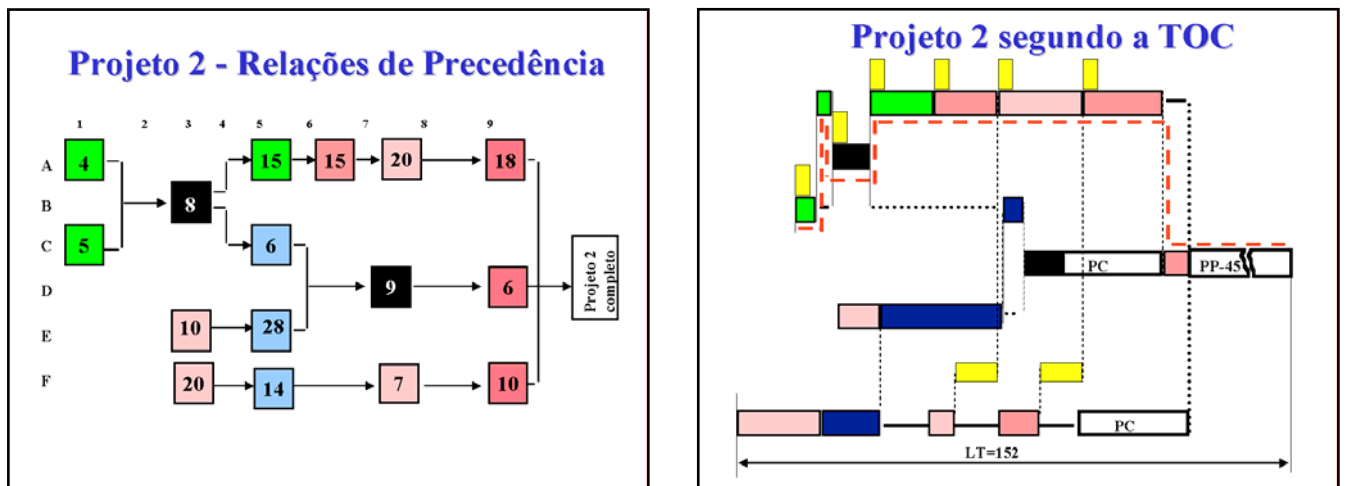 Projeto 2 - Relações de Precedência
1 2 3 4 5 6 7 8 9
A 4 15 15 20 18
B 8
C 5 6
D 9 6
E 10 28
F 20 14 7 10
Projeto 2
completo
Projeto 2 segundo a TOC
PC PP-45
PC
LT=152